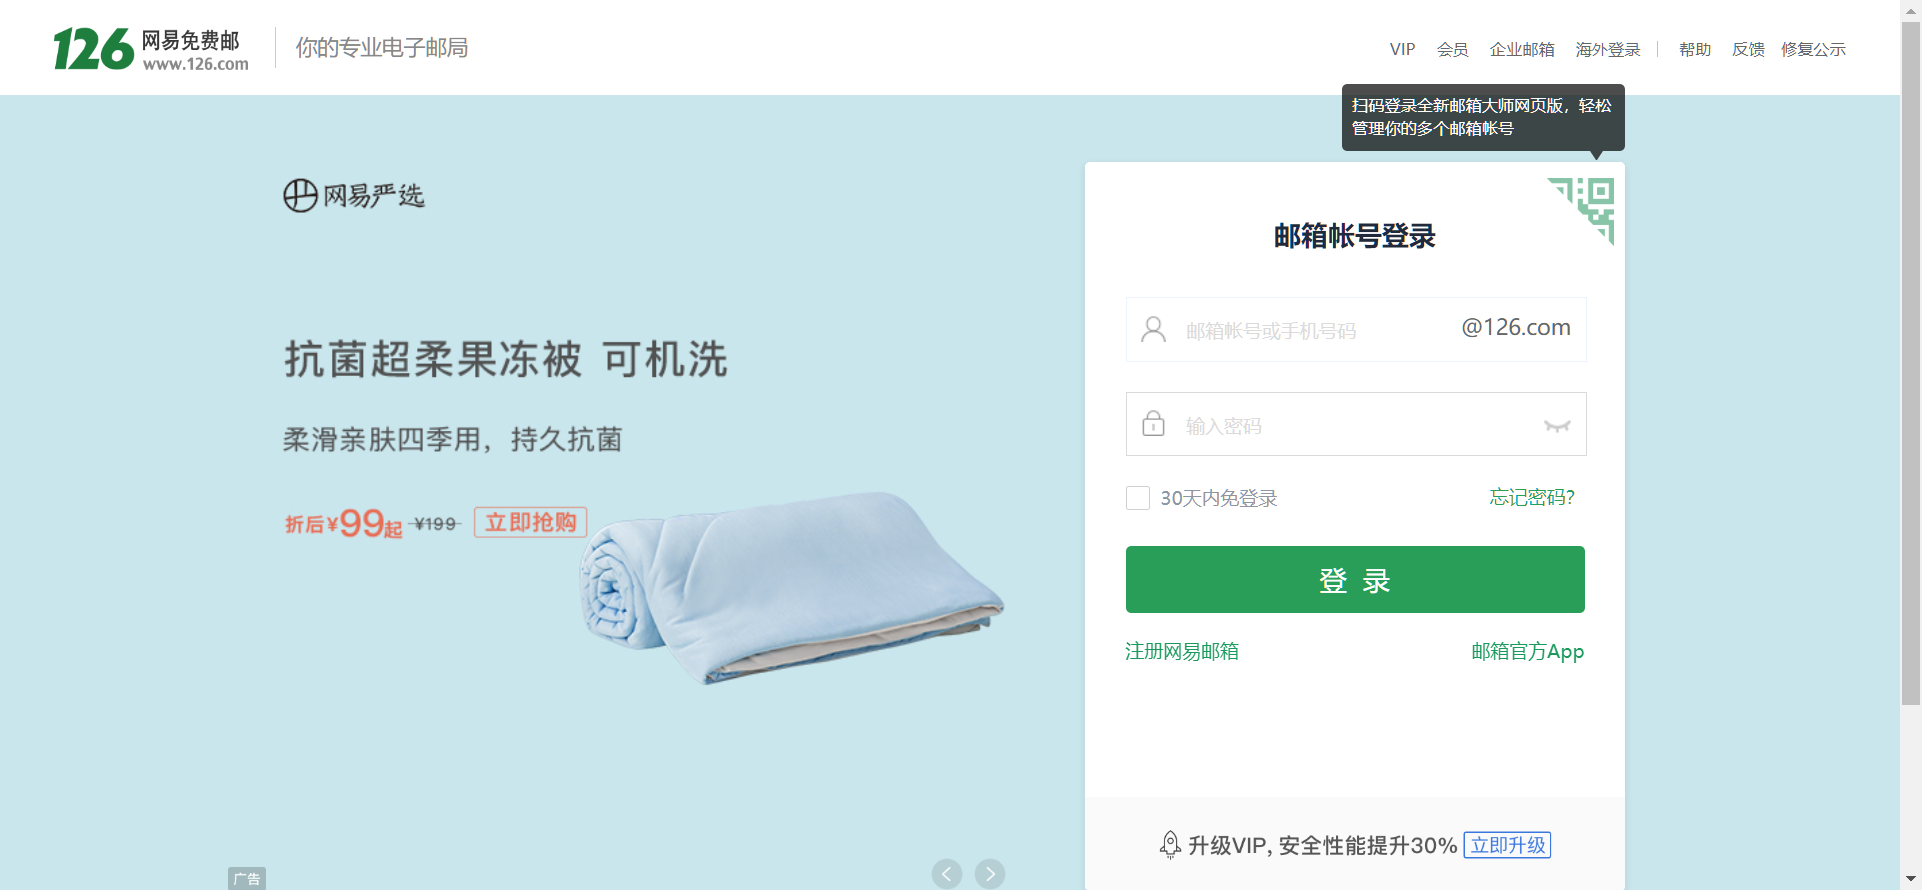 126 网易免费邮
www.126.com
你的专业电子邮局
VIP 会员 企业邮箱 海外登录 帮助 反馈 修复公示
扫码登录全新邮箱大师网页版，轻松
管理你的多个邮箱帐号
网易严选
抗菌超柔果冻被 可机洗
柔滑亲肤四季用，持久抗菌
折后¥99起 ¥199 立即抢购
广告
邮箱帐号登录
邮箱帐号或手机号码 @126.com
输入密码
30天内免登录 忘记密码?
登 录
注册网易邮箱 邮箱官方App
升级VIP, 安全性能提升30% 立即升级